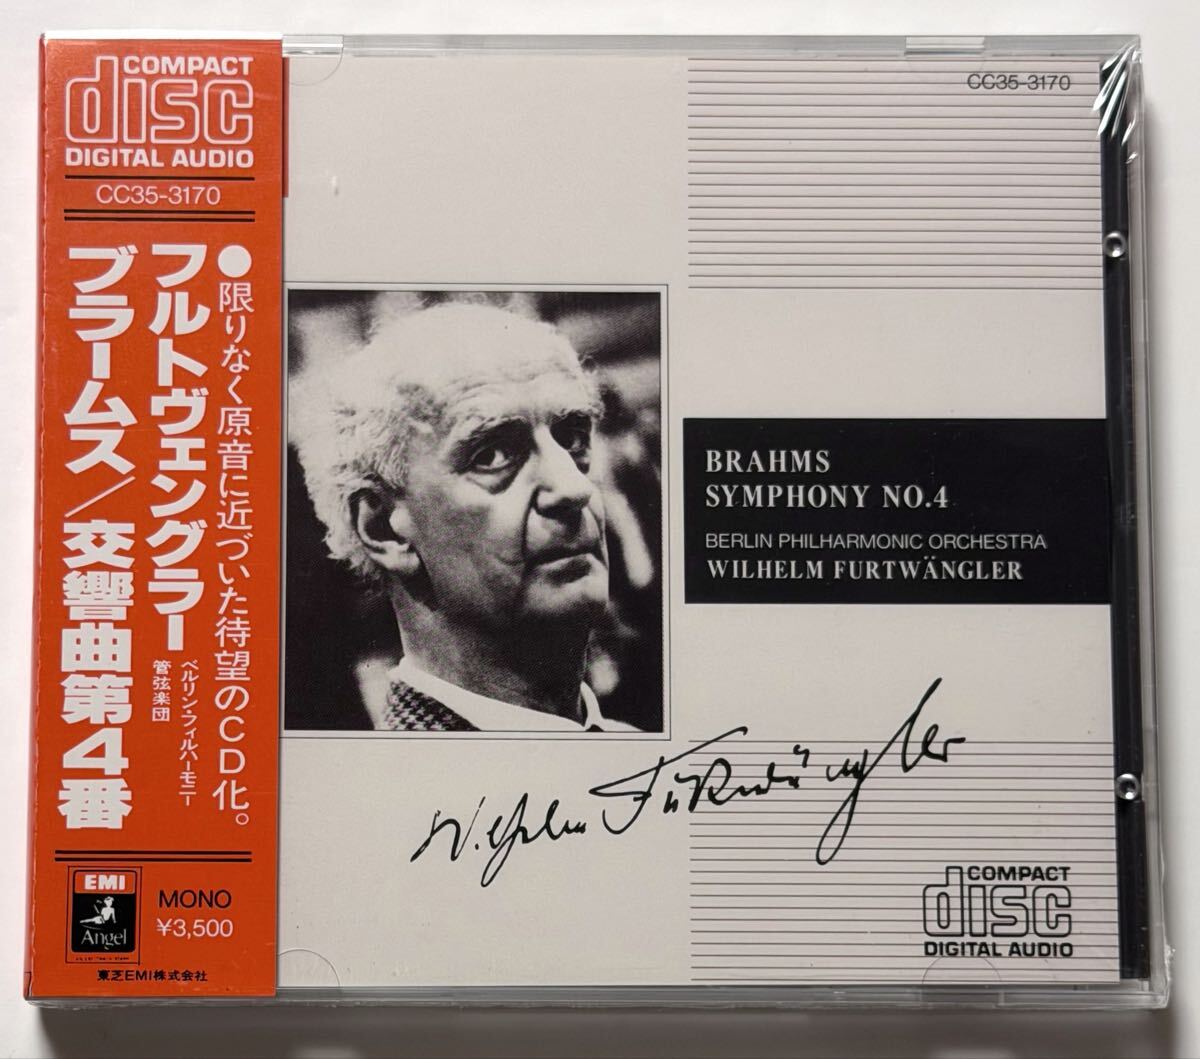 COMPACT
disc
DIGITAL AUDIO
CC35-3170
●限りなく原音に近づいた待望のCD化。
フルトヴェングラー
ベルリン・フィルハーモニー
管弦楽団
ブラームス/交響曲第4番
EMI
Angel
MONO
¥3,500
東芝EMI株式会社
CC35-3170
BRAHMS
SYMPHONY NO.4
BERLIN PHILHARMONIC ORCHESTRA
WILHELM FURTWÄNGLER
Wilhelm Furtwängler
COMPACT
disc
DIGITAL AUDIO